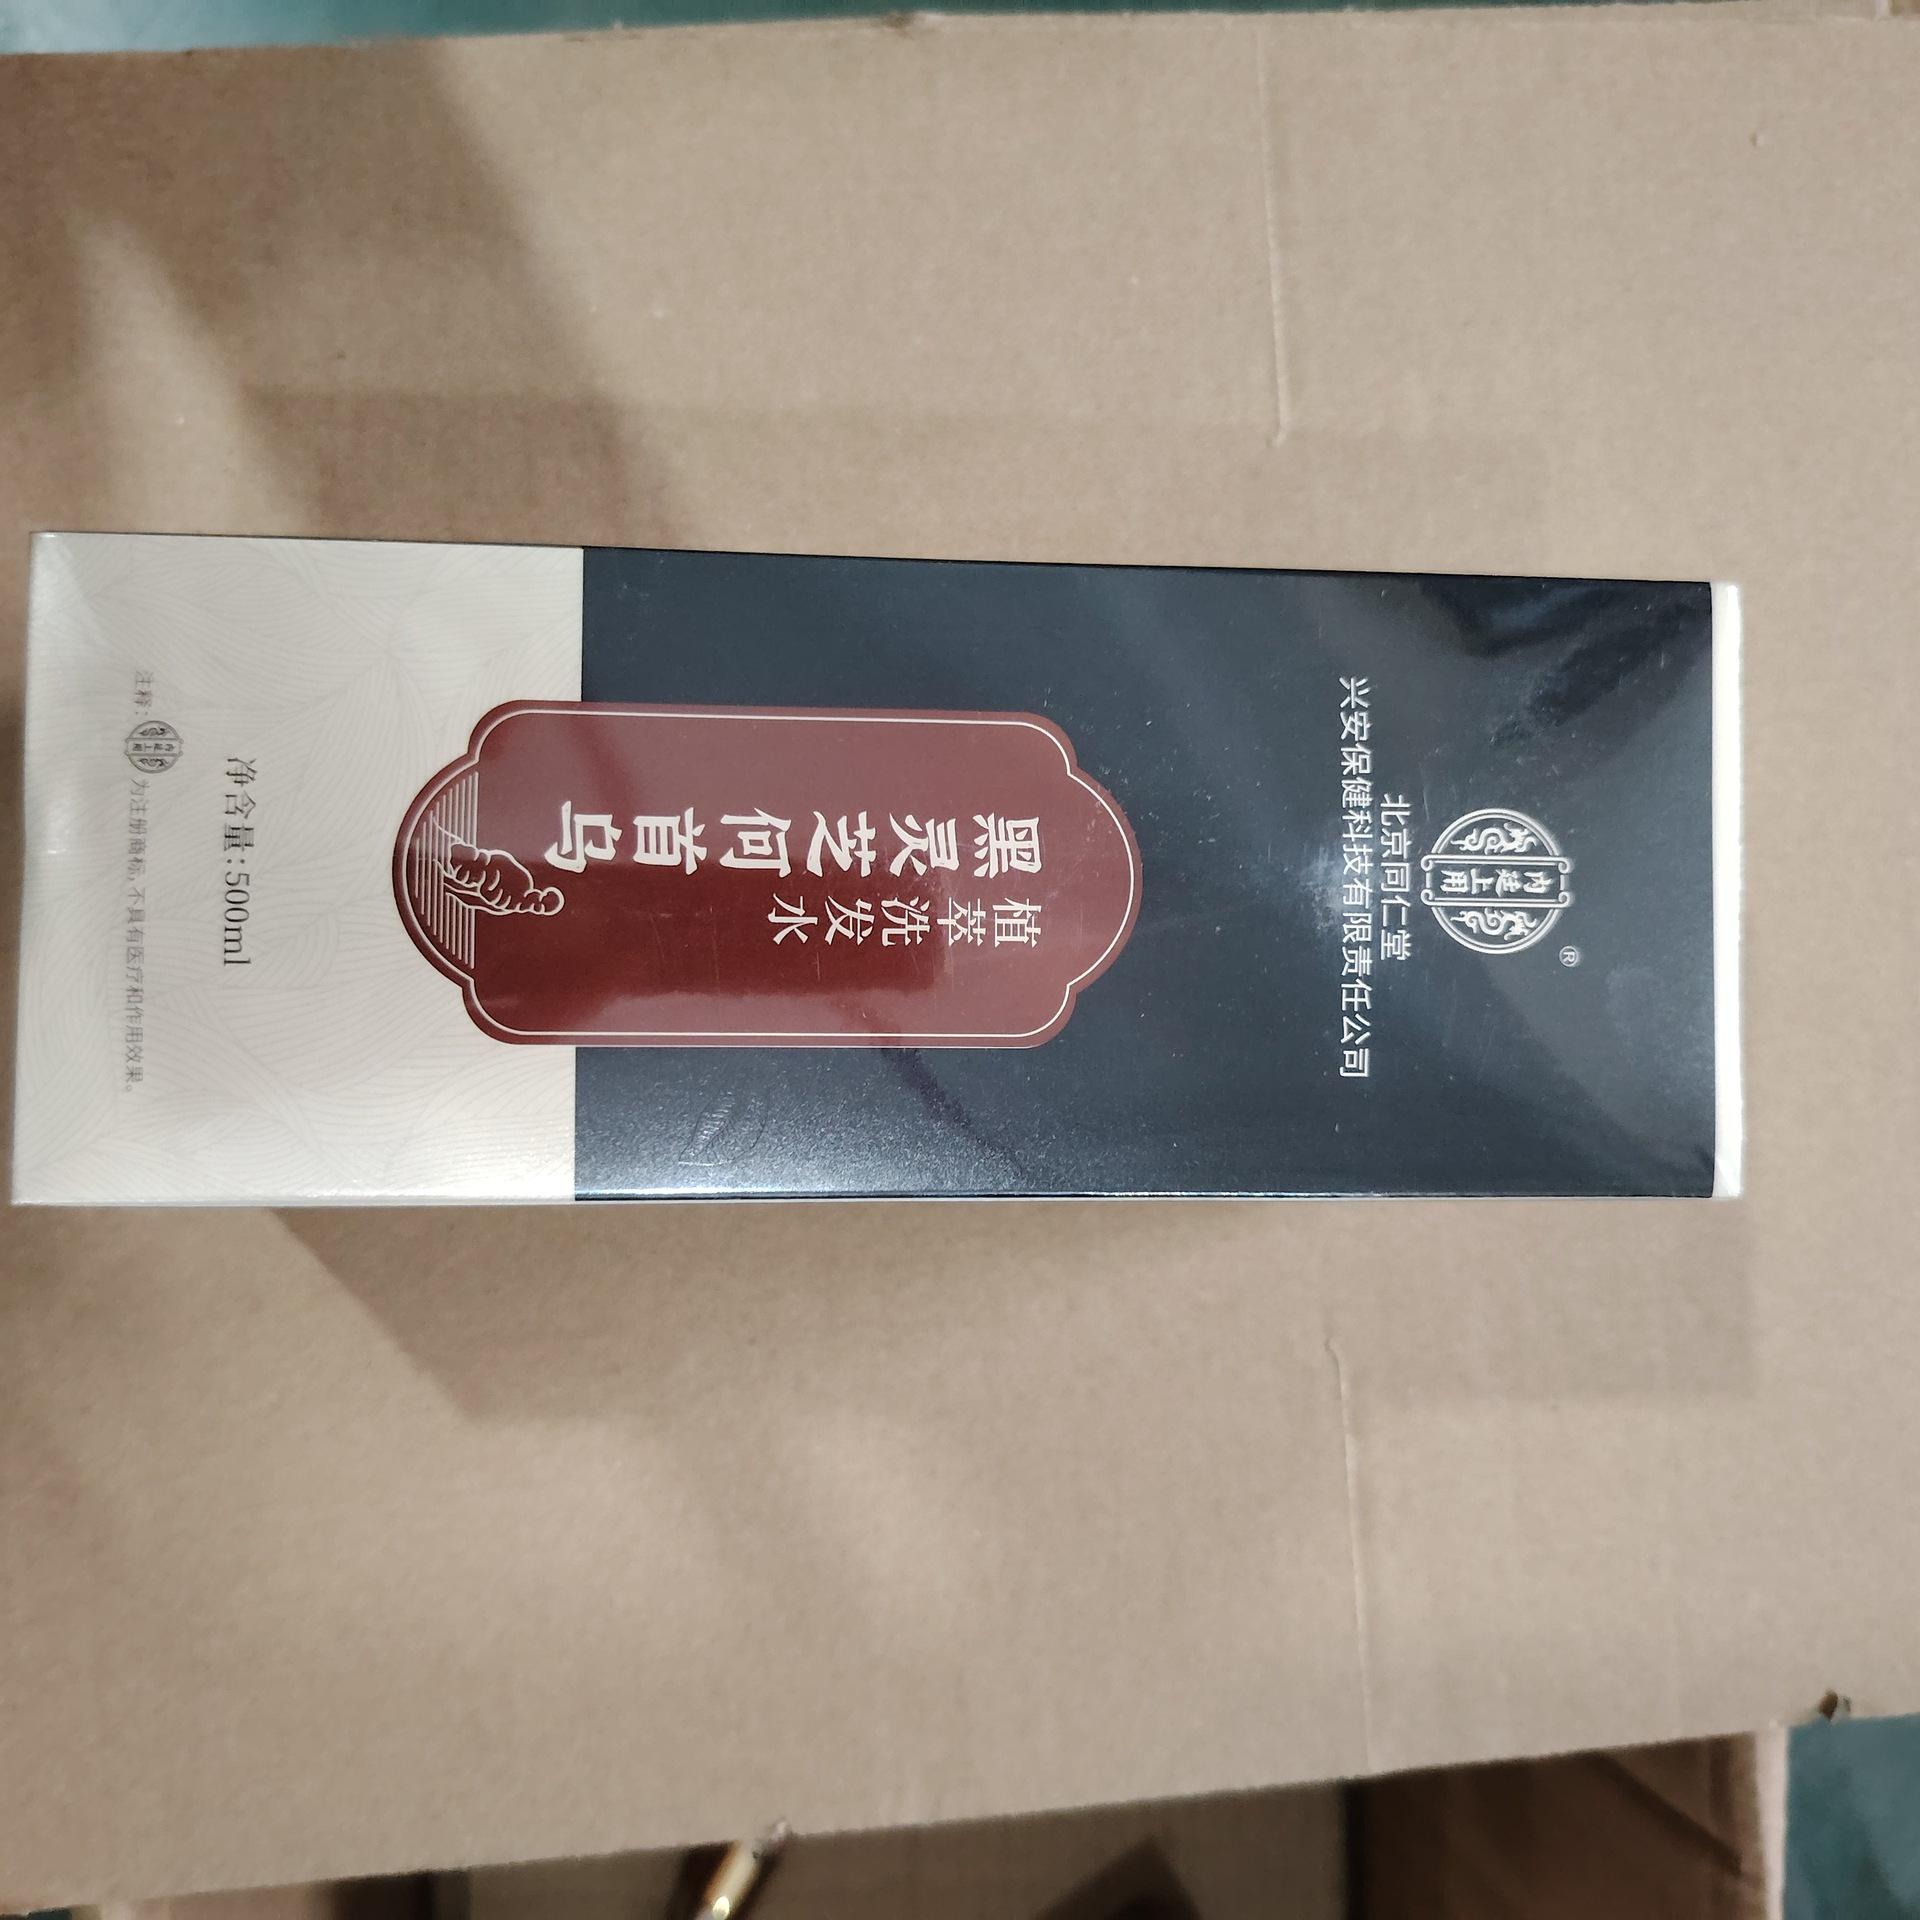 内廷上用
®
北京同仁堂
兴安保健科技有限责任公司
黑灵芝何首乌
植萃洗发水
净含量:500ml
注释: 内廷上用 为注册商标,不具有医疗和作用效果。